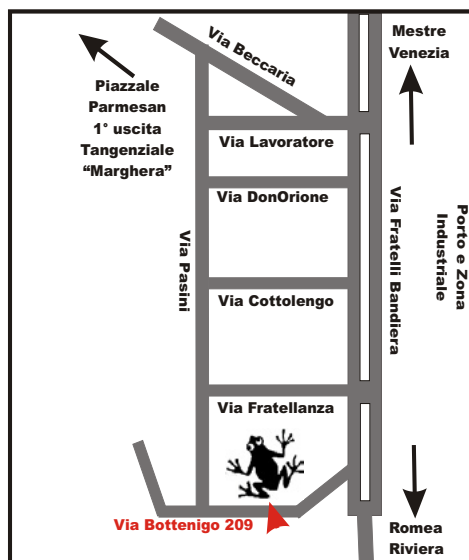 Mestre
Venezia
Via Beccaria
Piazzale
Parmesan
1° uscita
Tangenziale
“Marghera”
Via Lavoratore
Via DonOrione
Via Pasini
Via Fratelli Bandiera
Porto e Zona
Industriale
Via Cottolengo
Via Fratellanza
Via Bottenigo 209
Romea
Riviera